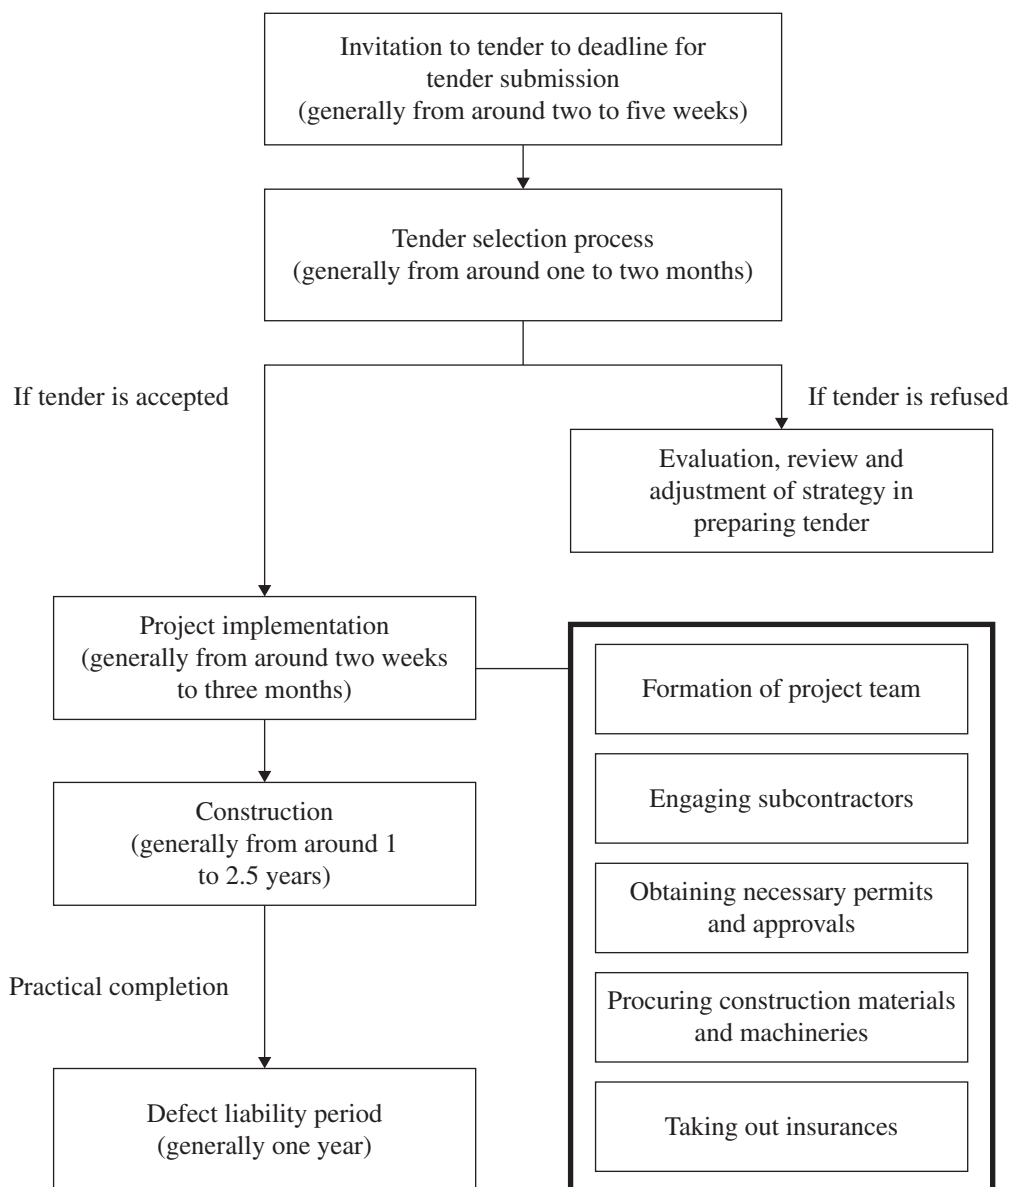 Invitation to tender to deadline for
tender submission
(generally from around two to five weeks)
Tender selection process
(generally from around one to two months)
If tender is accepted
If tender is refused
Evaluation, review and
adjustment of strategy in
preparing tender
Project implementation
(generally from around two weeks
to three months)
Formation of project team
Engaging subcontractors
Construction
(generally from around 1
to 2.5 years)
Obtaining necessary permits
and approvals
Practical completion
Procuring construction materials
and machineries
Defect liability period
(generally one year)
Taking out insurances